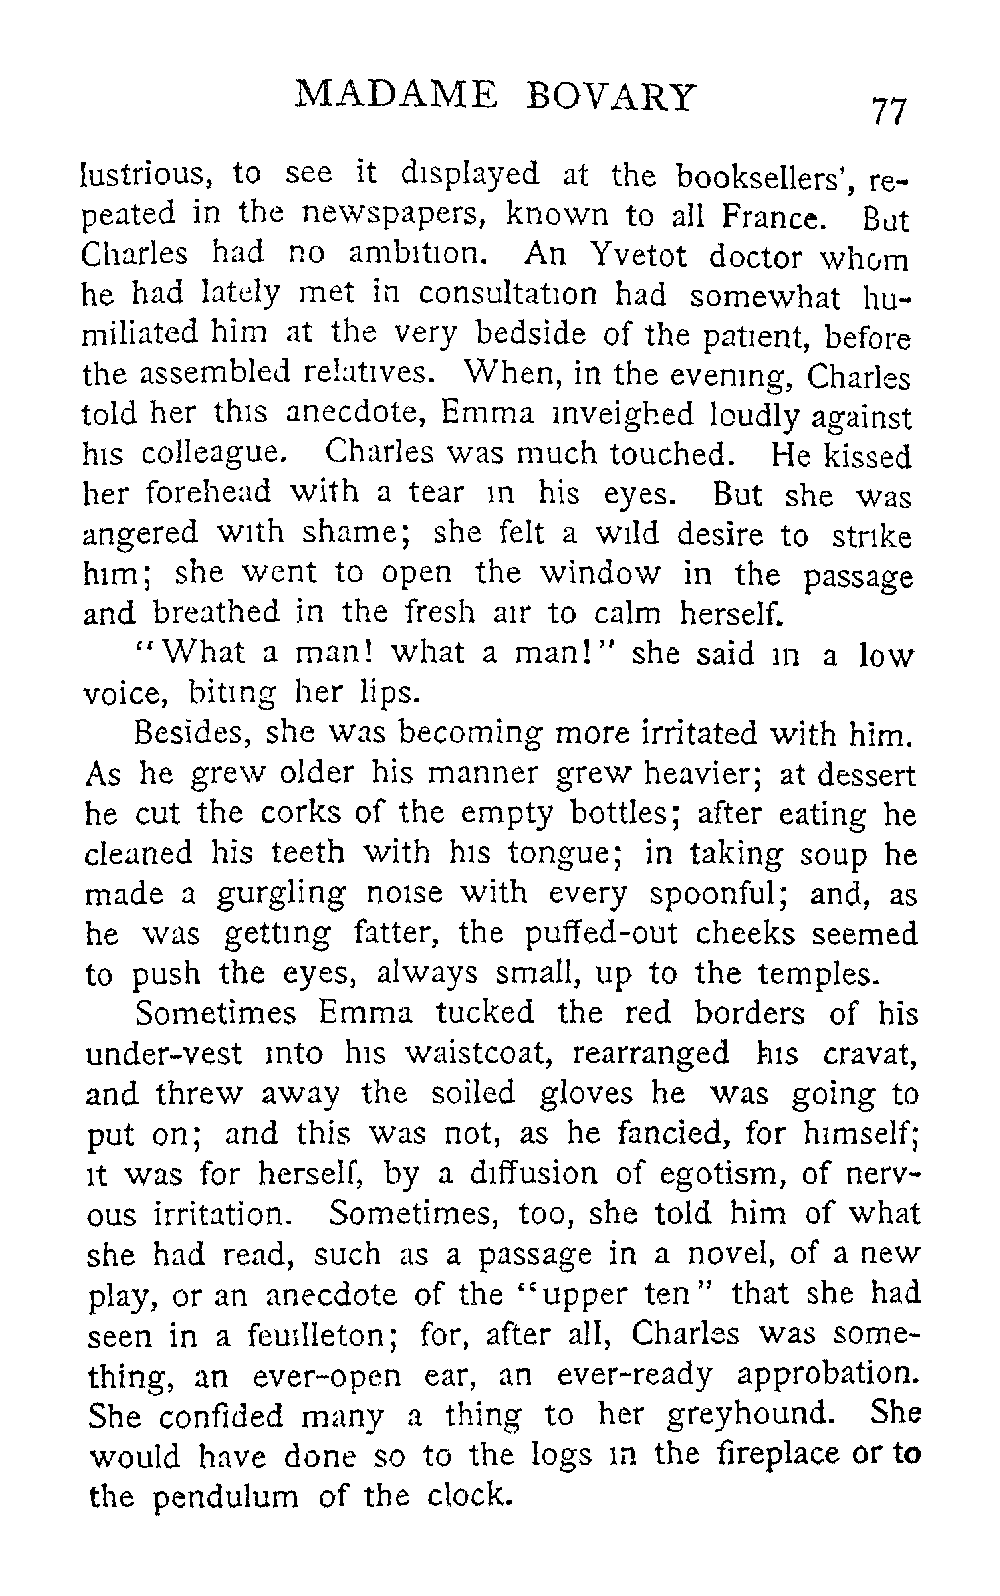 MADAME BOVARY 77
lustrious, to see it displayed at the booksellers', re-
peated in the newspapers, known to all France. But
Charles had no ambition. An Yvetot doctor whom
he had lately met in consultation had somewhat hu-
miliated him at the very bedside of the patient, before
the assembled relatives. When, in the evening, Charles
told her this anecdote, Emma inveighed loudly against
his colleague. Charles was much touched. He kissed
her forehead with a tear in his eyes. But she was
angered with shame; she felt a wild desire to strike
him; she went to open the window in the passage
and breathed in the fresh air to calm herself.
"What a man! what a man!" she said in a low
voice, biting her lips.
Besides, she was becoming more irritated with him.
As he grew older his manner grew heavier; at dessert
he cut the corks of the empty bottles; after eating he
cleaned his teeth with his tongue; in taking soup he
made a gurgling noise with every spoonful; and, as
he was getting fatter, the puffed-out cheeks seemed
to push the eyes, always small, up to the temples.
Sometimes Emma tucked the red borders of his
under-vest into his waistcoat, rearranged his cravat,
and threw away the soiled gloves he was going to
put on; and this was not, as he fancied, for himself;
it was for herself, by a diffusion of egotism, of nerv-
ous irritation. Sometimes, too, she told him of what
she had read, such as a passage in a novel, of a new
play, or an anecdote of the "upper ten" that she had
seen in a feuilleton; for, after all, Charles was some-
thing, an ever-open ear, an ever-ready approbation.
She confided many a thing to her greyhound. She
would have done so to the logs in the fireplace or to
the pendulum of the clock.